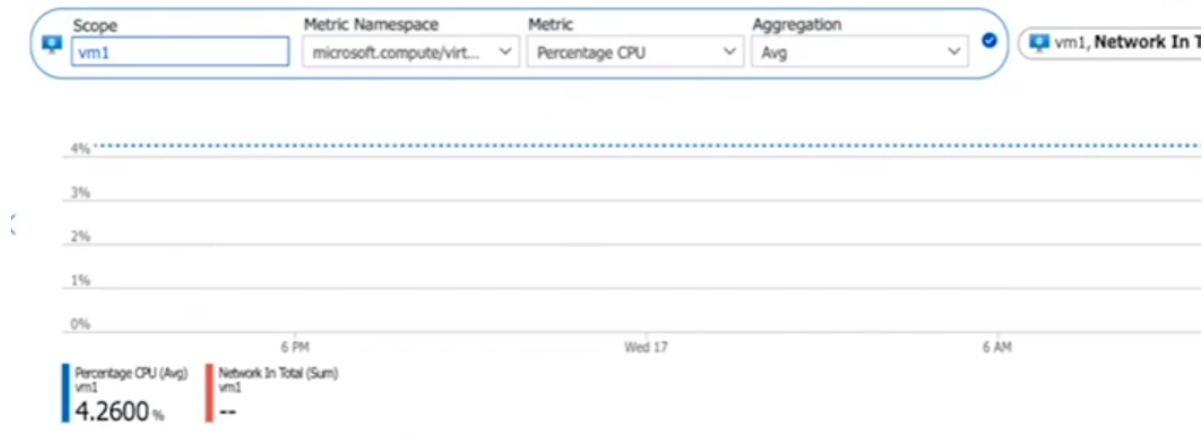 Scope
Metric Namespace
Metric
Aggregation
vm1
microsoft.compute/virt...
Percentage CPU
Avg
vm1, Network In T
4%
3%
2%
1%
0%
6 PM
Wed 17
6 AM
Percentage CPU (Avg)
vm1
4.2600 %
Network In Total (Sum)
vm1
--